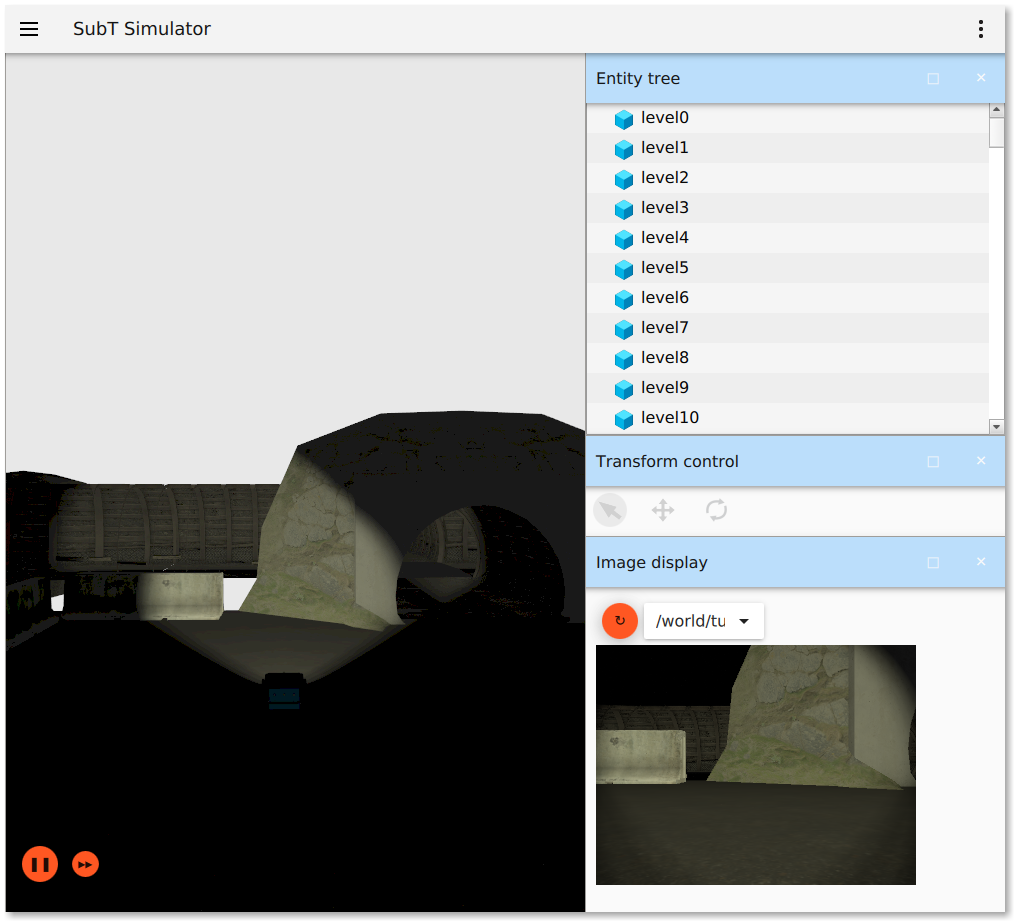 SubT Simulator
Entity tree
level0
level1
level2
level3
level4
level5
level6
level7
level8
level9
level10
Transform control
Image display
/world/tu